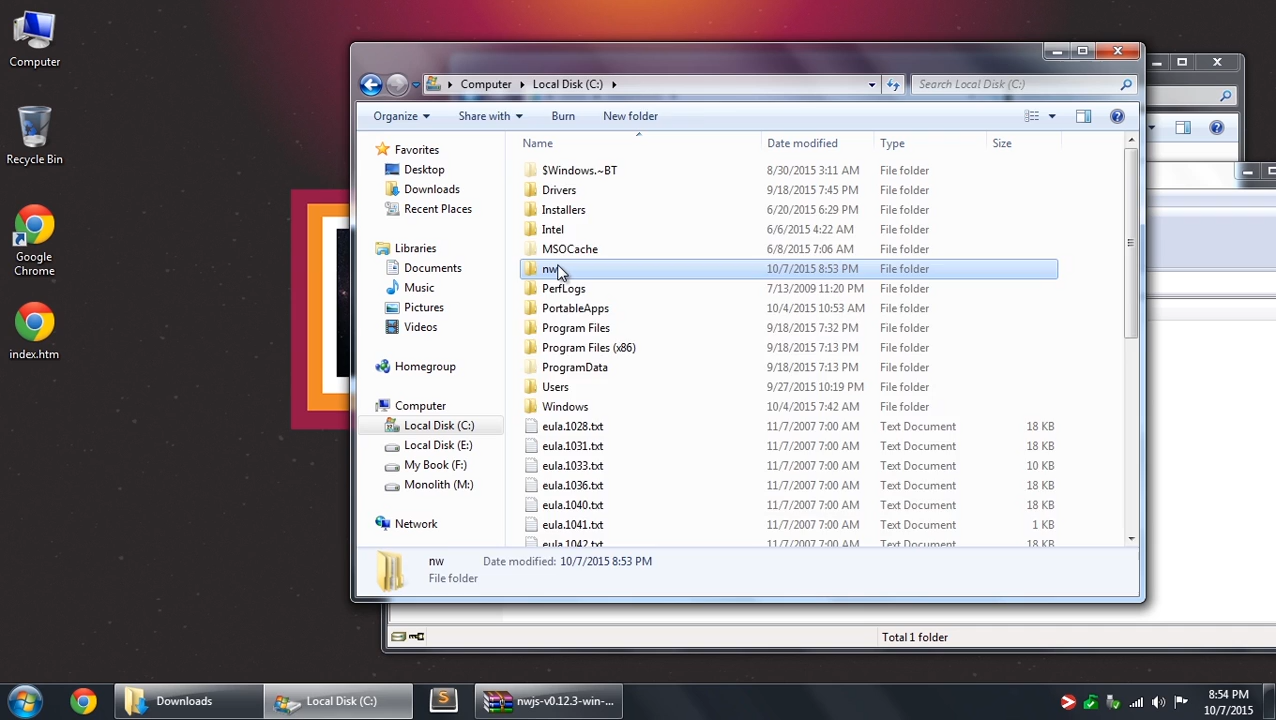 Computer
Recycle Bin
Google
Chrome
index.htm
Computer
Local Disk (C:)
Search Local Disk (C:)
Organize
Share with
Burn
New folder
Favorites
Desktop
Downloads
Recent Places
Libraries
Documents
Music
Pictures
Videos
Homegroup
Computer
Local Disk (C:)
Local Disk (E:)
My Book (F:)
Monolith (M:)
Network
Name Date modified Type Size
$Windows.~BT 8/30/2015 3:11 AM File folder
Drivers 9/18/2015 7:45 PM File folder
Installers 6/20/2015 6:29 PM File folder
Intel 6/6/2015 4:22 AM File folder
MSOCache 6/8/2015 7:06 AM File folder
nw 10/7/2015 8:53 PM File folder
PerfLogs 7/13/2009 11:20 PM File folder
PortableApps 10/4/2015 10:53 AM File folder
Program Files 9/18/2015 7:32 PM File folder
Program Files (x86) 9/18/2015 7:13 PM File folder
ProgramData 9/18/2015 7:13 PM File folder
Users 9/27/2015 10:19 PM File folder
Windows 10/4/2015 7:42 AM File folder
eula.1028.txt 11/7/2007 7:00 AM Text Document 18 KB
eula.1031.txt 11/7/2007 7:00 AM Text Document 18 KB
eula.1033.txt 11/7/2007 7:00 AM Text Document 10 KB
eula.1036.txt 11/7/2007 7:00 AM Text Document 18 KB
eula.1040.txt 11/7/2007 7:00 AM Text Document 18 KB
eula.1041.txt 11/7/2007 7:00 AM Text Document 1 KB
eula.1042.txt 11/7/2007 7:00 AM Text Document 18 KB
nw Date modified: 10/7/2015 8:53 PM
File folder
Total 1 folder
Downloads
Local Disk (C:)
nwjs-v0.12.3-win-...
8:54 PM
10/7/2015